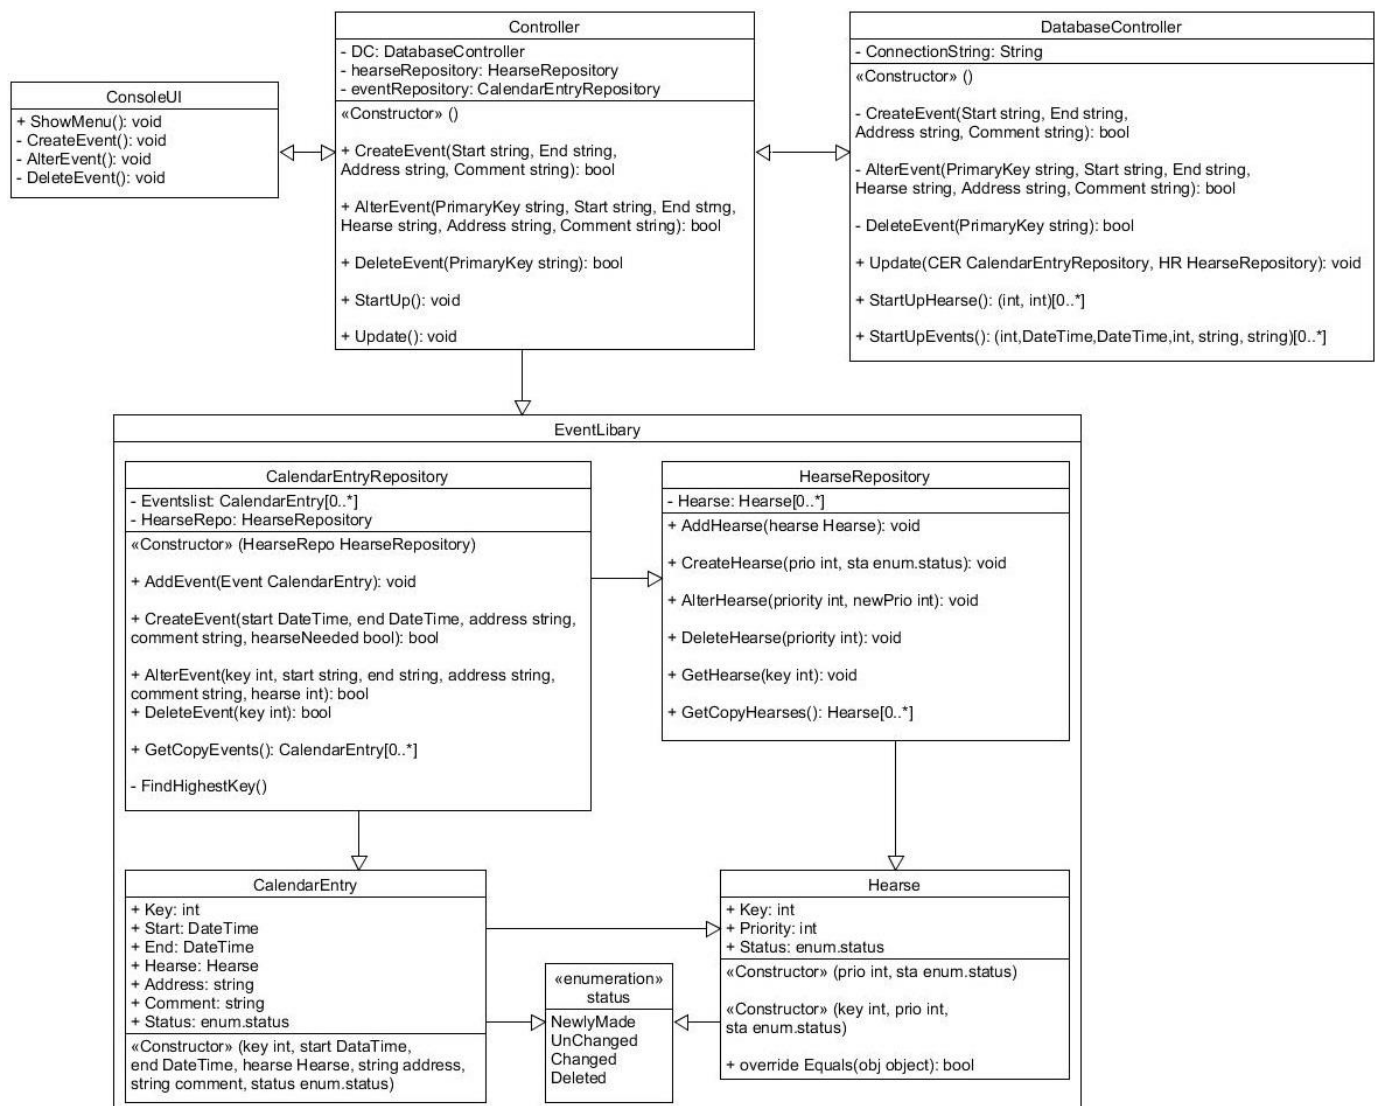 Controller
- DC: DatabaseController
- hearseRepository: HearseRepository
- eventRepository: CalendarEntryRepository
«Constructor» ()
+ CreateEvent(Start string, End string,
Address string, Comment string): bool
+ AlterEvent(PrimaryKey string, Start string, End strng,
Hearse string, Address string, Comment string): bool
+ DeleteEvent(PrimaryKey string): bool
+ StartUp(): void
+ Update(): void
DatabaseController
- ConnectionString: String
«Constructor» ()
- CreateEvent(Start string, End string,
Address string, Comment string): bool
- AlterEvent(PrimaryKey string, Start string, End string,
Hearse string, Address string, Comment string): bool
- DeleteEvent(PrimaryKey string): bool
+ Update(CER CalendarEntryRepository, HR HearseRepository): void
+ StartUpHearse(): (int, int)[0..*]
+ StartUpEvents(): (int,DateTime,DateTime,int, string, string)[0..*]
ConsoleUI
+ ShowMenu(): void
- CreateEvent(): void
- AlterEvent(): void
- DeleteEvent(): void
EventLibary
CalendarEntryRepository
- Eventslist: CalendarEntry[0..*]
- HearseRepo: HearseRepository
«Constructor» (HearseRepo HearseRepository)
+ AddEvent(Event CalendarEntry): void
+ CreateEvent(start DateTime, end DateTime, address string,
comment string, hearseNeeded bool): bool
+ AlterEvent(key int, start string, end string, address string,
comment string, hearse int): bool
+ DeleteEvent(key int): bool
+ GetCopyEvents(): CalendarEntry[0..*]
- FindHighestKey()
HearseRepository
- Hearse: Hearse[0..*]
+ AddHearse(hearse Hearse): void
+ CreateHearse(prio int, sta enum.status): void
+ AlterHearse(priority int, newPrio int): void
+ DeleteHearse(priority int): void
+ GetHearse(key int): void
+ GetCopyHearses(): Hearse[0..*]
CalendarEntry
+ Key: int
+ Start: DateTime
+ End: DateTime
+ Hearse: Hearse
+ Address: string
+ Comment: string
+ Status: enum.status
«Constructor» (key int, start DataTime,
end DateTime, hearse Hearse, string address,
string comment, status enum.status)
«enumeration»
status
NewlyMade
UnChanged
Changed
Deleted
Hearse
+ Key: int
+ Priority: int
+ Status: enum.status
«Constructor» (prio int, sta enum.status)
«Constructor» (key int, prio int,
sta enum.status)
+ override Equals(obj object): bool